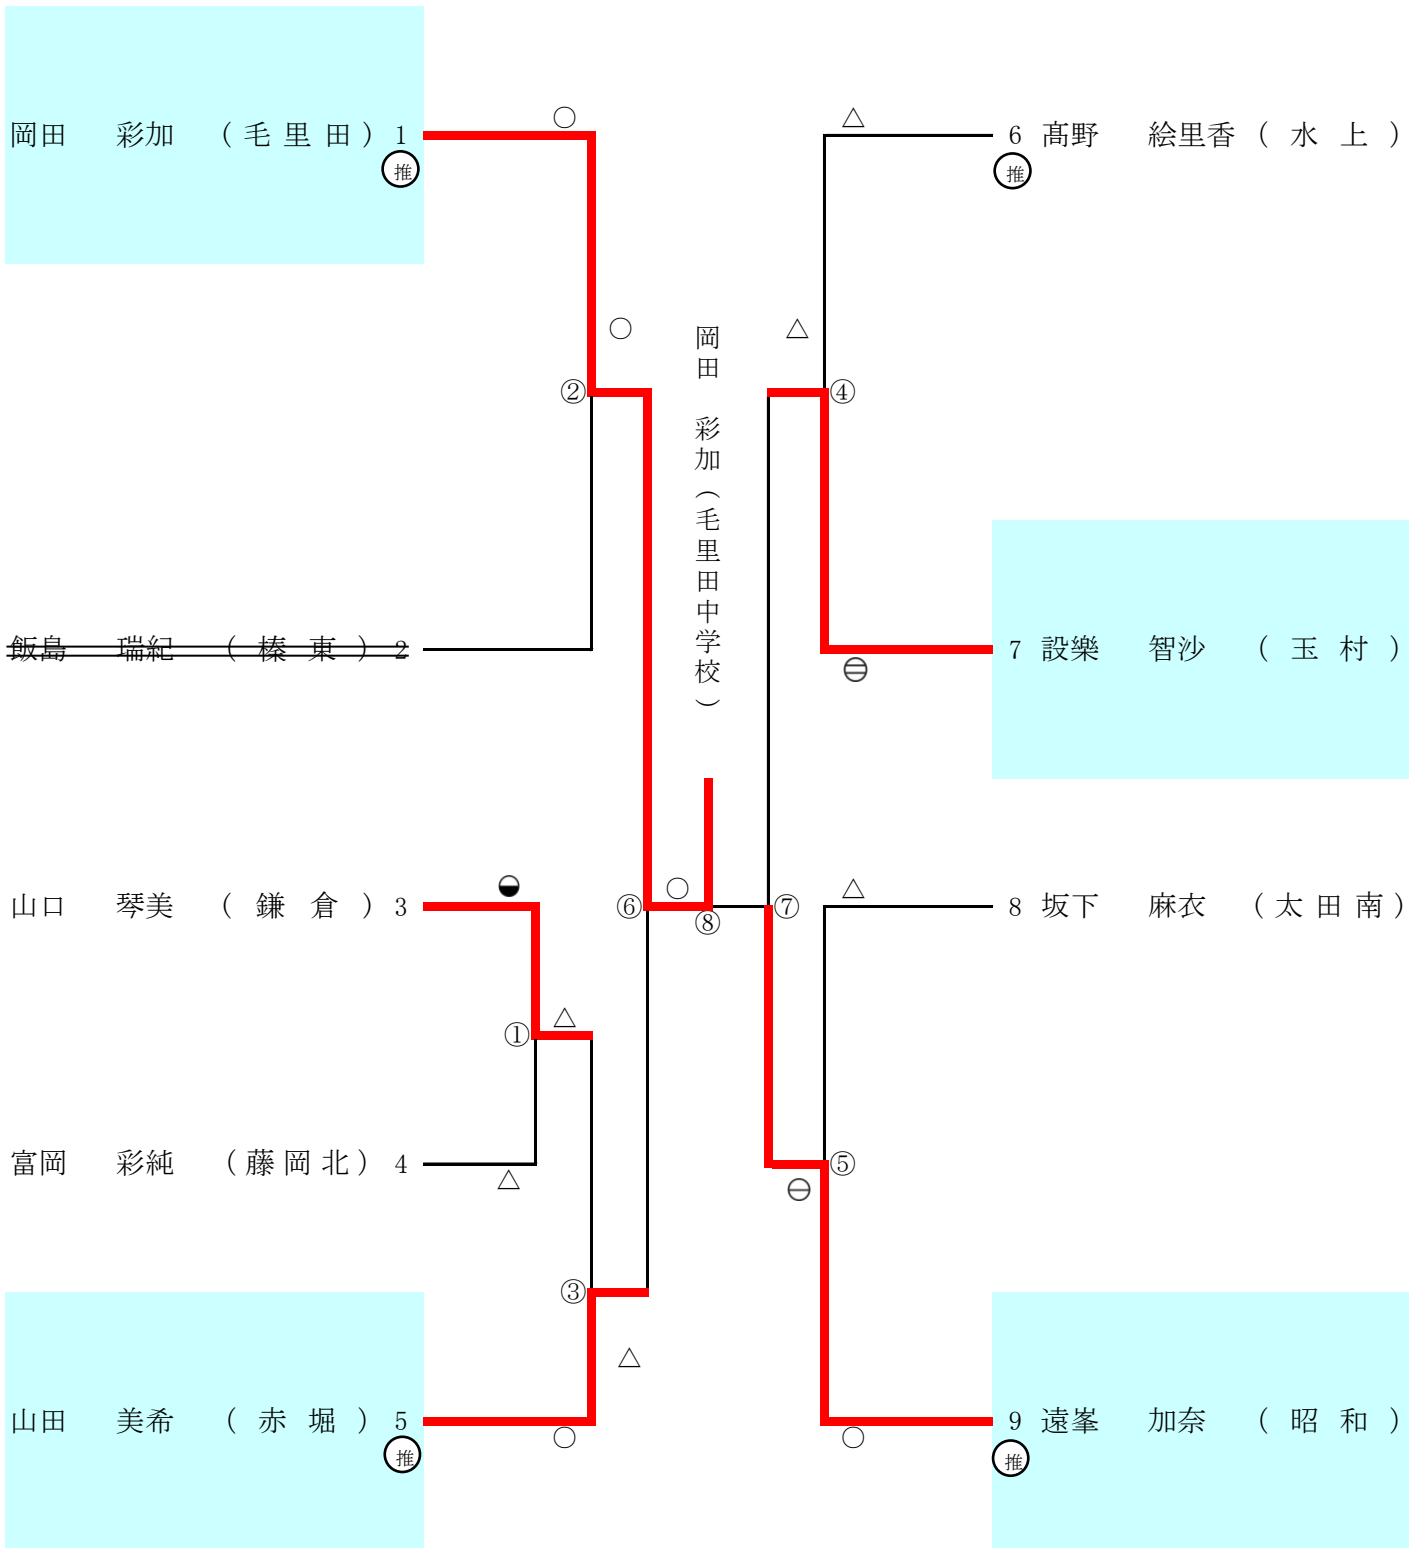 岡田 彩加 (毛里田) 1
推
飯島 瑞紀 (榛東) 2
山口 琴美 (鎌倉) 3
富岡 彩純 (藤岡北) 4
山田 美希 (赤堀) 5
推
○
○
②
●
①
△
△
③
△
○
⑥
○
⑧
岡田 彩加(毛里田中学校)
△
△
④
⑦
△
⑤
⊖
○
6 髙野 絵里香 (水上)
推
7 設樂 智沙 (玉村)
8 坂下 麻衣 (太田南)
9 遠峯 加奈 (昭和)
推